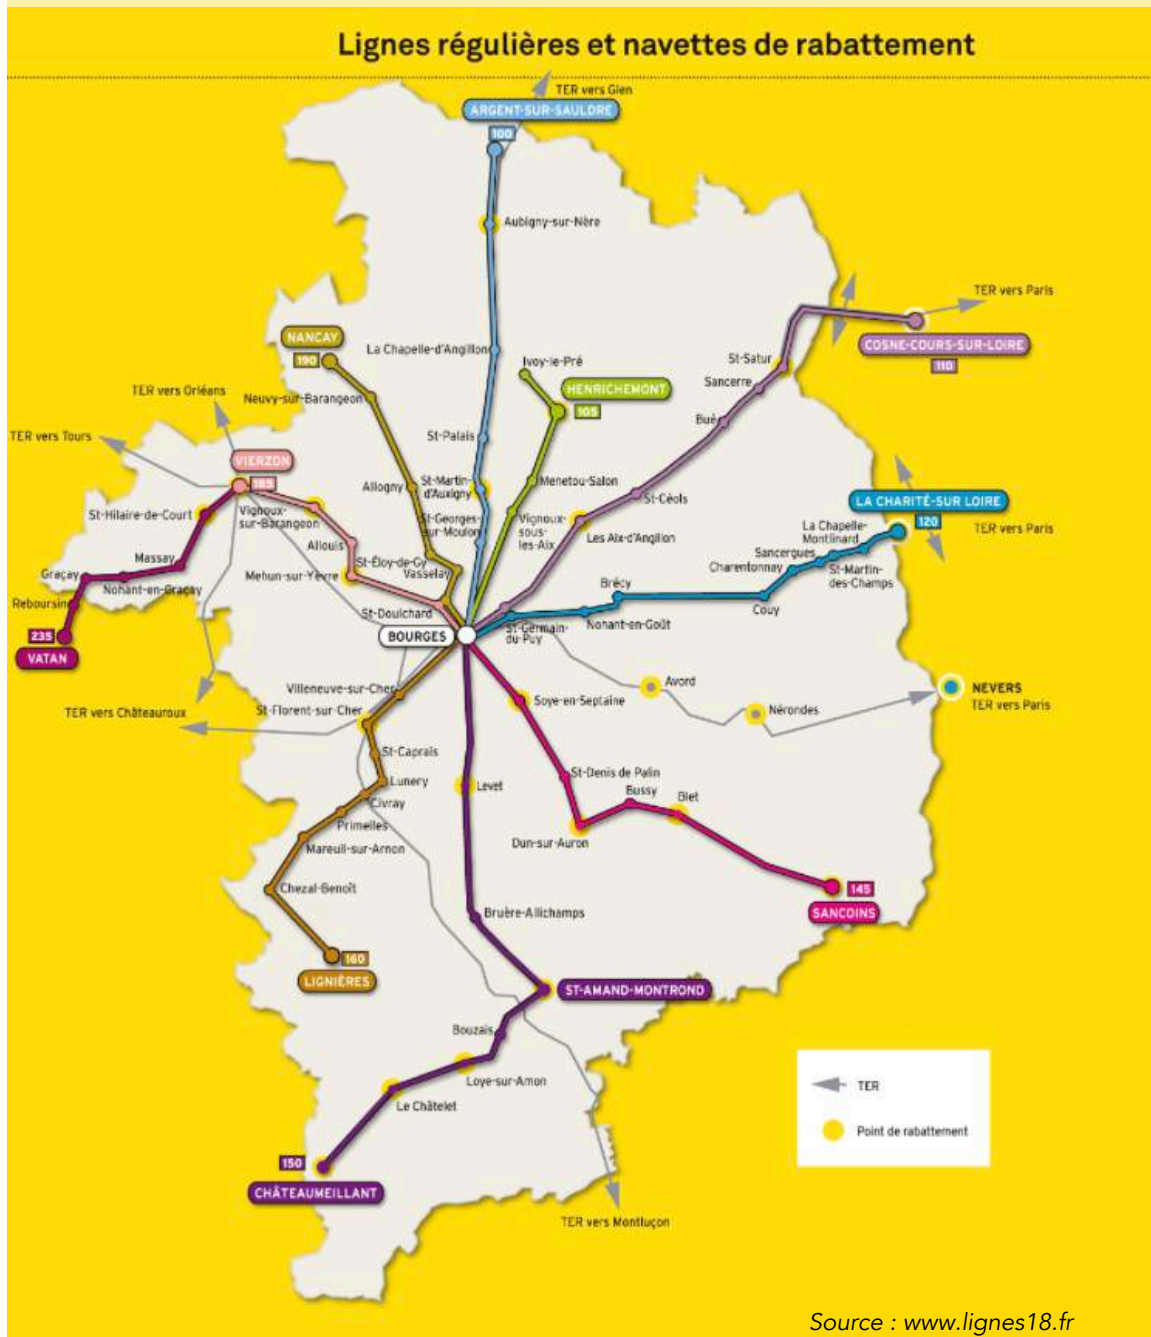 Lignes régulières et navettes de rabattement
TER vers Gien
ARGENT-SUR-SAULDRE
100
Aubigny-sur-Nère
TER vers Paris
COSNE-COURS-SUR-LOIRE
110
NANCAY
190
La Chapelle-d'Angillon
Ivoy-le-Pré
St-Satur
Sancerre
HENRICHEMONT
105
TER vers Orléans
Neuvy-sur-Barangeon
Bué
TER vers Tours
St-Palais
VIERZON
185
Allogny
St-Martin-
d'Auxigny
Menetou-Salon
St-Céols
LA CHARITÉ-SUR LOIRE
120
TER vers Paris
St-Hilaire-de-Court
Vignoux-
sur-Barangeon
St-Georges-
sur-Moulon
Vignoux-
sous-
les-Aix
Les Aix-d'Angilon
La Chapelle-
Montlinard
Allouis
Massay
St-Éloy-de-Gy
Vasselay
Sancergues
Charentonnay
St-Martin-
des-Champs
Graçay
Nohant-en-Graçay
Mehun-sur-Yèvre
Brécy
Couy
Reboursin
St-Doulchard
Nohant-en-Goût
St-Germain-
du-Puy
235
VATAN
BOURGES
Villeneuve-sur-Cher
Soye-en-Septaine
Avord
NEVERS
TER vers Paris
TER vers Châteauroux
St-Florent-sur-Cher
Nérondes
St-Caprais
Lunery
Civray
Primelles
Mareuil-sur-Arnon
Levet
St-Denis de Palin
Bussy
Blet
Dun-sur-Auron
Chezal-Benoît
145
SANCOINS
Bruère-Allichamps
160
LIGNIÈRES
ST-AMAND-MONTROND
Bouzais
Loye-sur-Arnon
Le Châtelet
TER
Point de rabattement
150
CHÂTEAUMEILLANT
TER vers Montluçon
Source : www.lignes18.fr